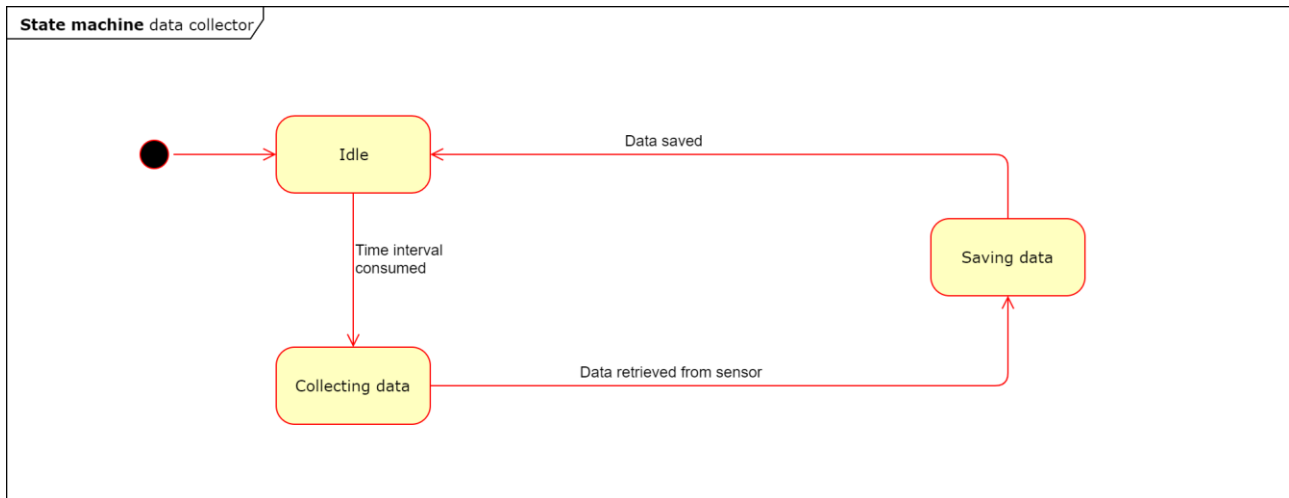 State machine data collector
Idle
Data saved
Time interval
consumed
Saving data
Collecting data
Data retrieved from sensor